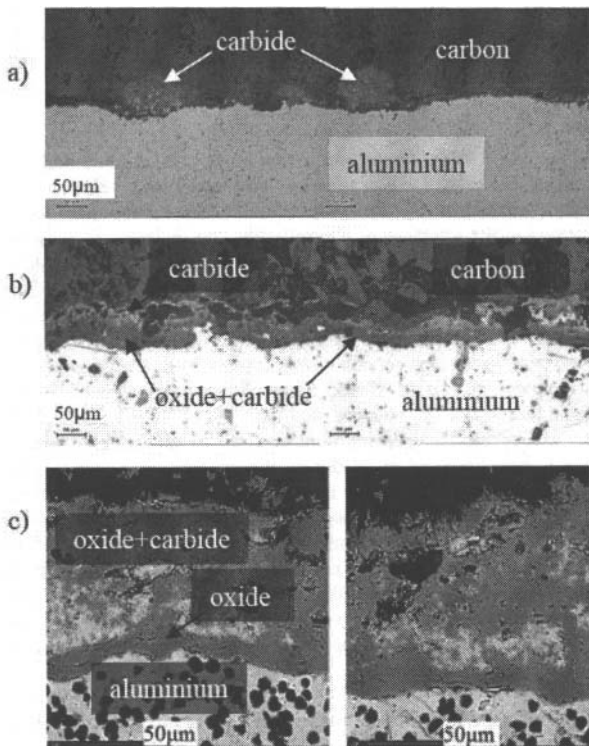 a)
carbide
carbon
aluminium
50µm
b)
carbide
carbon
oxide+carbide
aluminium
50µm
c)
oxide+carbide
oxide
aluminium
50µm
50µm